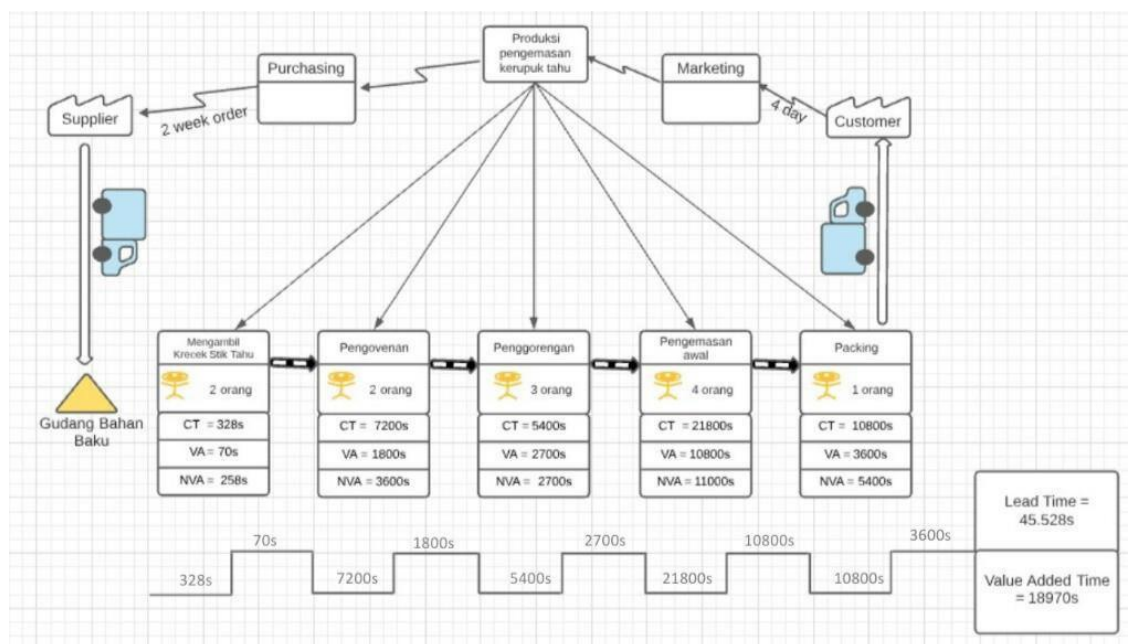 Produksi
pengemasan
kerupuk tahu
Purchasing
Marketing
Supplier
2 week order
4 day
Customer
Gudang Bahan
Baku
Mengambil
Krecek Stik Tahu
2 orang
CT = 328s
VA = 70s
NVA = 258s
Pengovenan
2 orang
CT = 7200s
VA = 1800s
NVA = 3600s
Penggorengan
3 orang
CT = 5400s
VA = 2700s
NVA = 2700s
Pengemasan
awal
4 orang
CT = 21800s
VA = 10800s
NVA = 11000s
Packing
1 orang
CT = 10800s
VA = 3600s
NVA = 5400s
328s
70s
7200s
1800s
5400s
2700s
21800s
10800s
10800s
3600s
Lead Time =
45.528s
Value Added Time
= 18970s